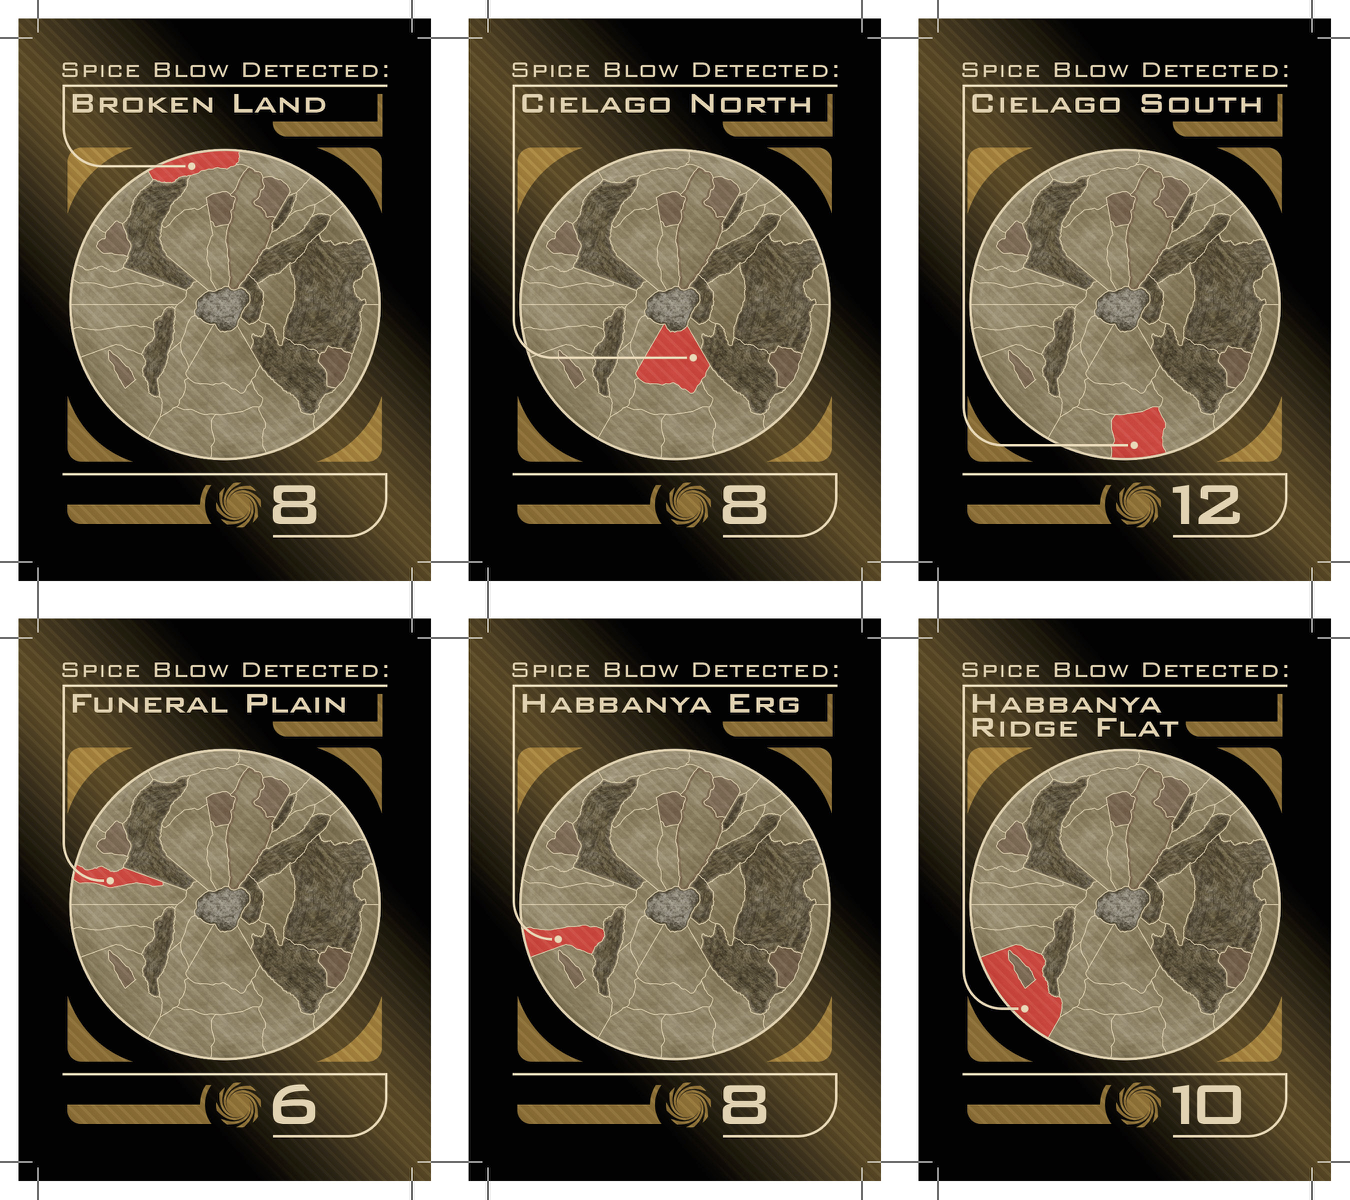 Spice Blow Detected:
Broken Land
8
Spice Blow Detected:
Cielago North
8
Spice Blow Detected:
Cielago South
12
Spice Blow Detected:
Funeral Plain
6
Spice Blow Detected:
Habbanya Erg
8
Spice Blow Detected:
Habbanya
Ridge Flat
10